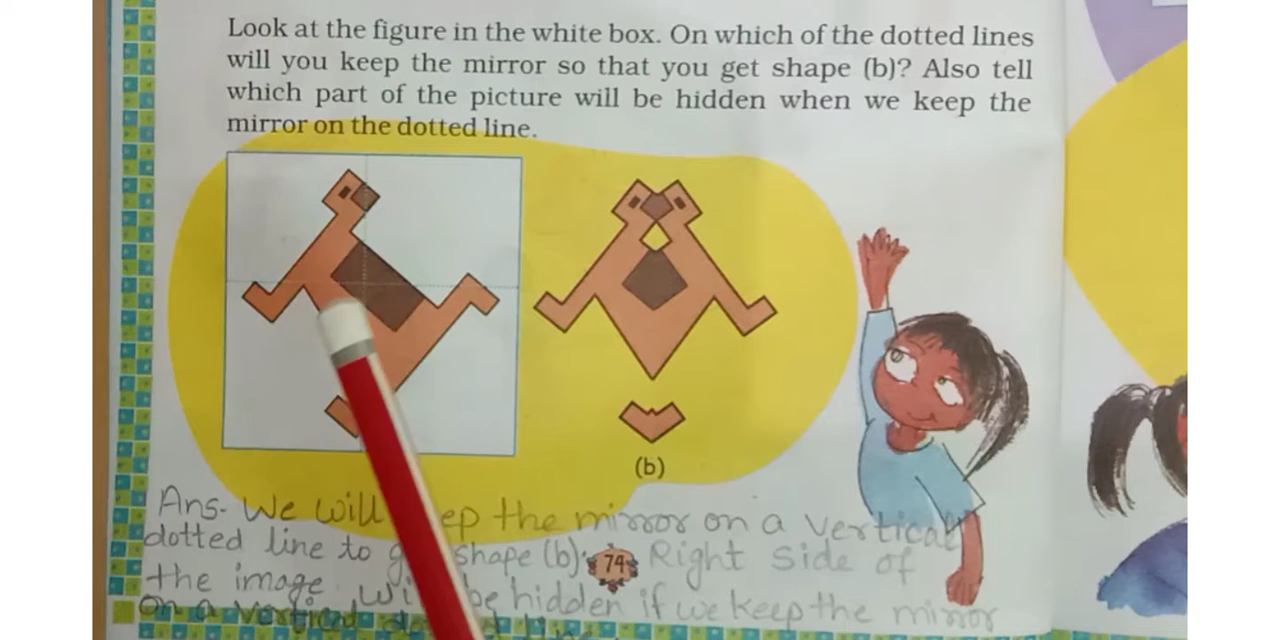 Look at the figure in the white box. On which of the dotted lines
will you keep the mirror so that you get shape (b)? Also tell
which part of the picture will be hidden when we keep the
mirror on the dotted line.
(b)
Ans- We will ep the mirror on a vertical
dotted line to shape (b). Right side of
74
the image be hidden if we keep the mirror
on a vertical